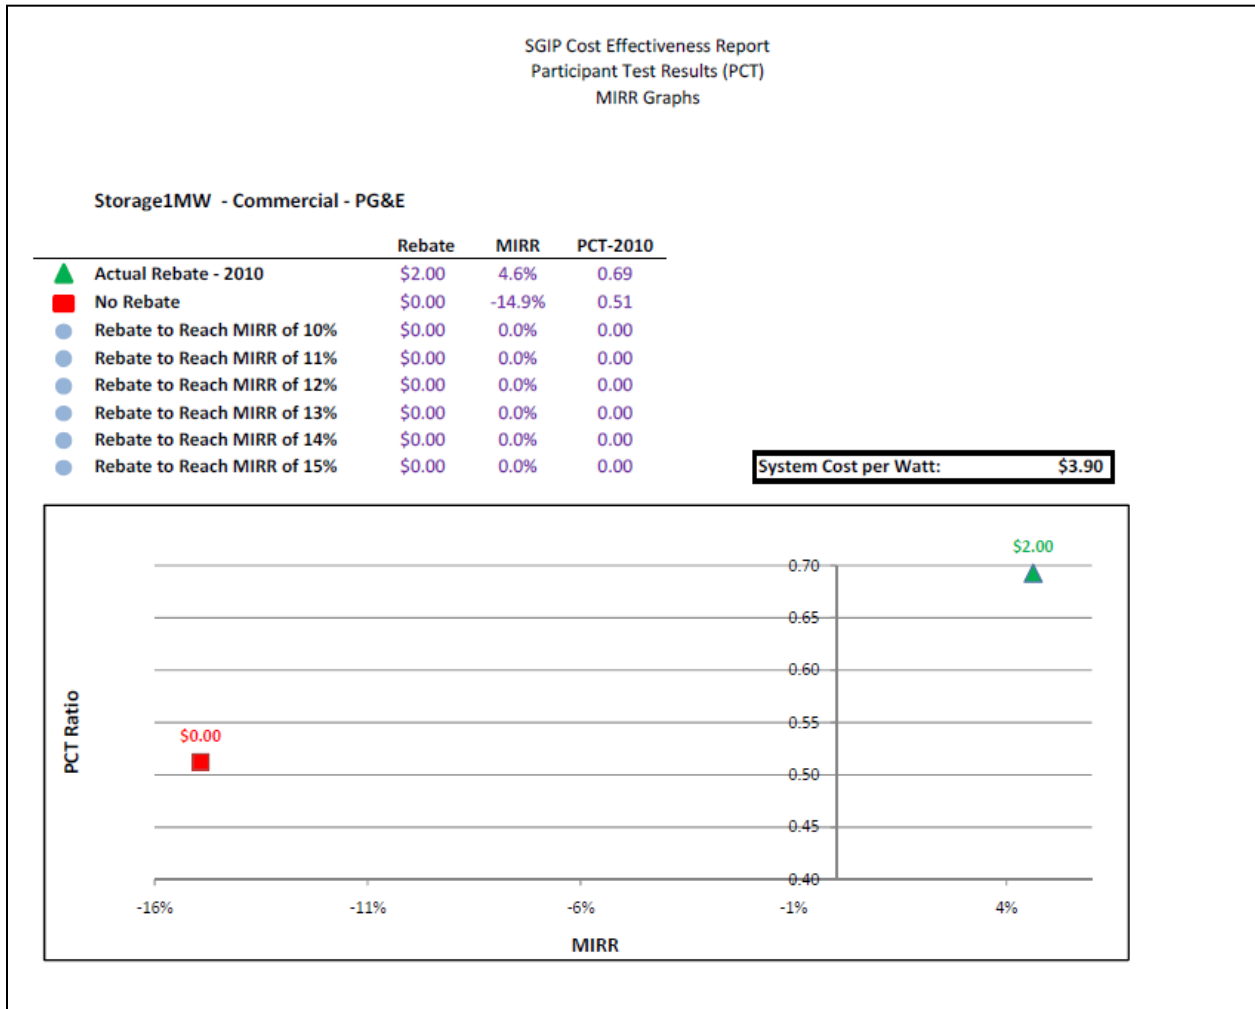 SGIP Cost Effectiveness Report
Participant Test Results (PCT)
MIRR Graphs
Storage1MW - Commercial - PG&E
Rebate MIRR PCT-2010
Actual Rebate - 2010 $2.00 4.6% 0.69
No Rebate $0.00 -14.9% 0.51
Rebate to Reach MIRR of 10% $0.00 0.0% 0.00
Rebate to Reach MIRR of 11% $0.00 0.0% 0.00
Rebate to Reach MIRR of 12% $0.00 0.0% 0.00
Rebate to Reach MIRR of 13% $0.00 0.0% 0.00
Rebate to Reach MIRR of 14% $0.00 0.0% 0.00
Rebate to Reach MIRR of 15% $0.00 0.0% 0.00
System Cost per Watt: $3.90
$2.00
0.70
0.65
0.60
0.55
$0.00
0.50
0.45
0.40
PCT Ratio
-16% -11% -6% -1% 4%
MIRR